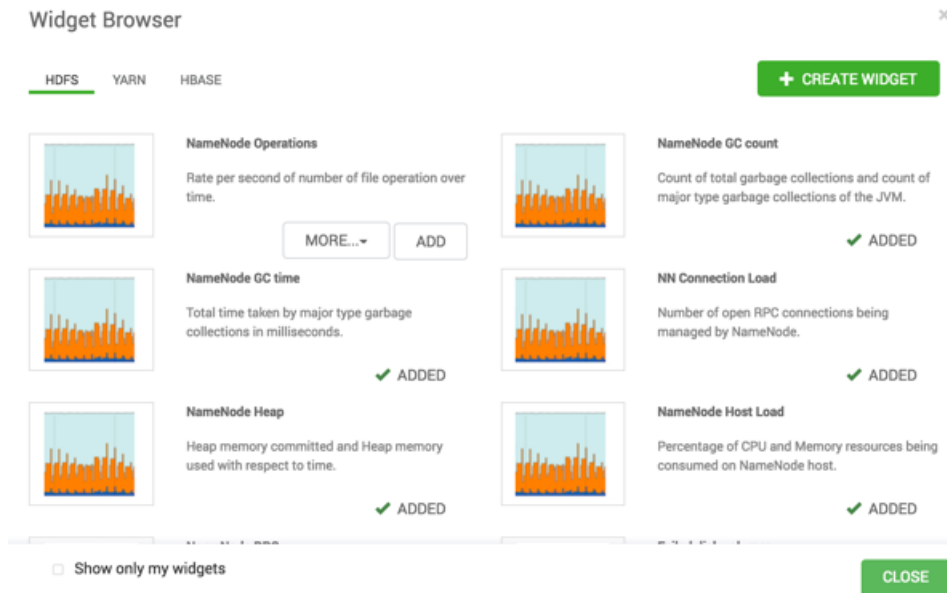 Widget Browser
HDFS YARN HBASE
+ CREATE WIDGET
NameNode Operations
Rate per second of number of file operation over
time.
MORE...
ADD
NameNode GC count
Count of total garbage collections and count of
major type garbage collections of the JVM.
ADDED
NameNode GC time
Total time taken by major type garbage
collections in milliseconds.
ADDED
NN Connection Load
Number of open RPC connections being
managed by NameNode.
ADDED
NameNode Heap
Heap memory committed and Heap memory
used with respect to time.
ADDED
NameNode Host Load
Percentage of CPU and Memory resources being
consumed on NameNode host.
ADDED
Show only my widgets
CLOSE